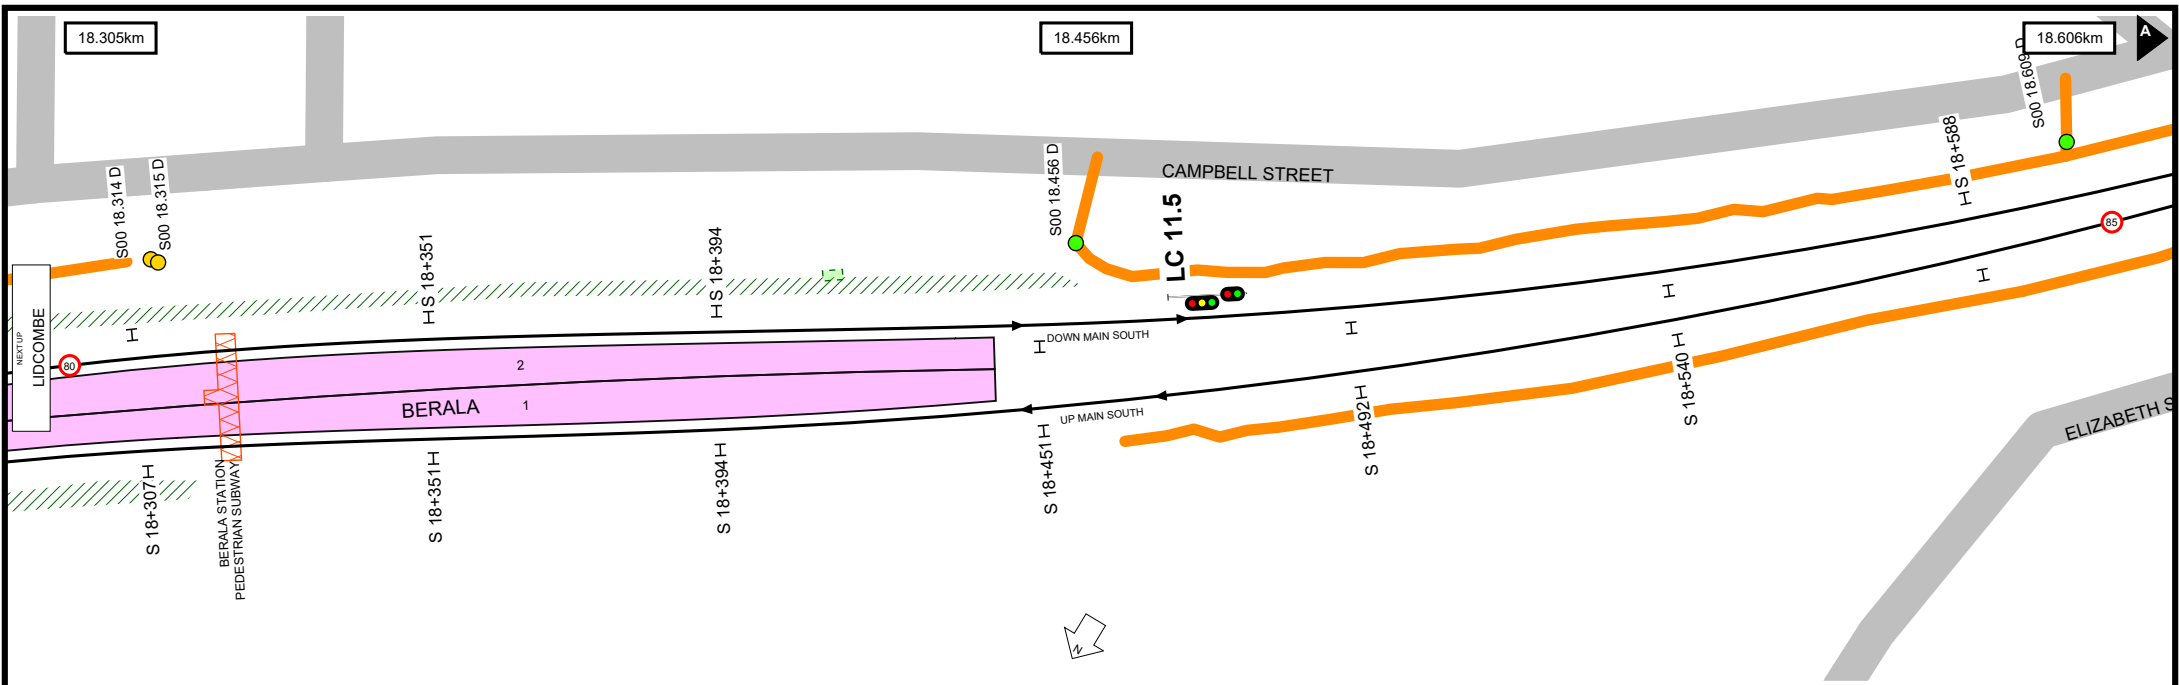 18.305km
18.456km
18.606km
A
S00 18.314 D
S00 18.315 D
S00 18.456 D
S00 18.609 D
CAMPBELL STREET
LC 11.5
H S 18+351
H S 18+394
H S 18+588
NEXT UP
LIDCOMBE
80
85
2
BERALA
1
DOWN MAIN SOUTH
UP MAIN SOUTH
S 18+307 H
BERALA STATION
PEDESTRIAN SUBWAY
S 18+351 H
S 18+394 H
S 18+451 H
S 18+492 H
S 18+540 H
ELIZABETH S
N